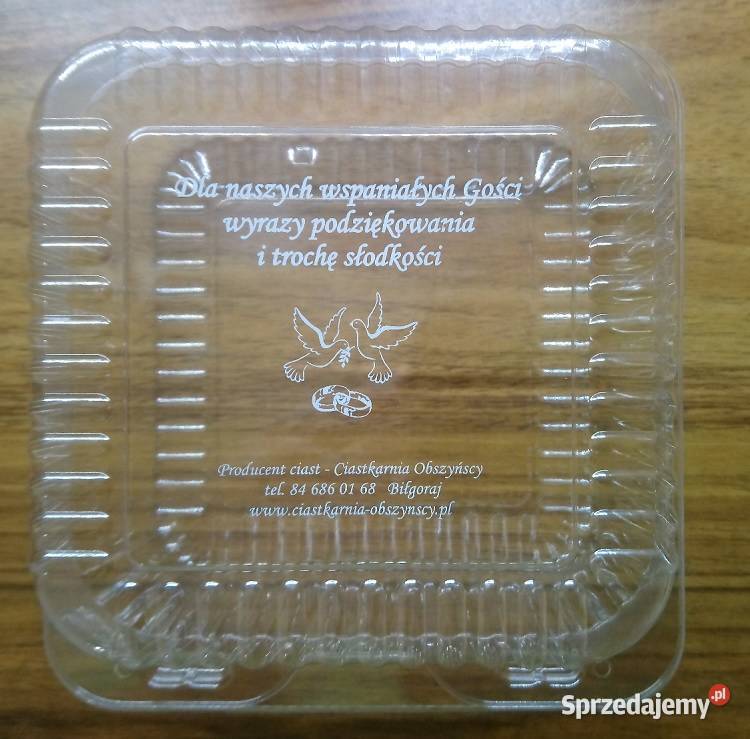 Dla naszych wspaniałych Gości
wyrazy podziękowania
i trochę słodkości
Producent ciast - Ciastkarnia Obszyńscy
tel. 84 686 01 68 Biłgoraj
www.ciastkarnia-obszynscy.pl
Sprzedajemy.pl